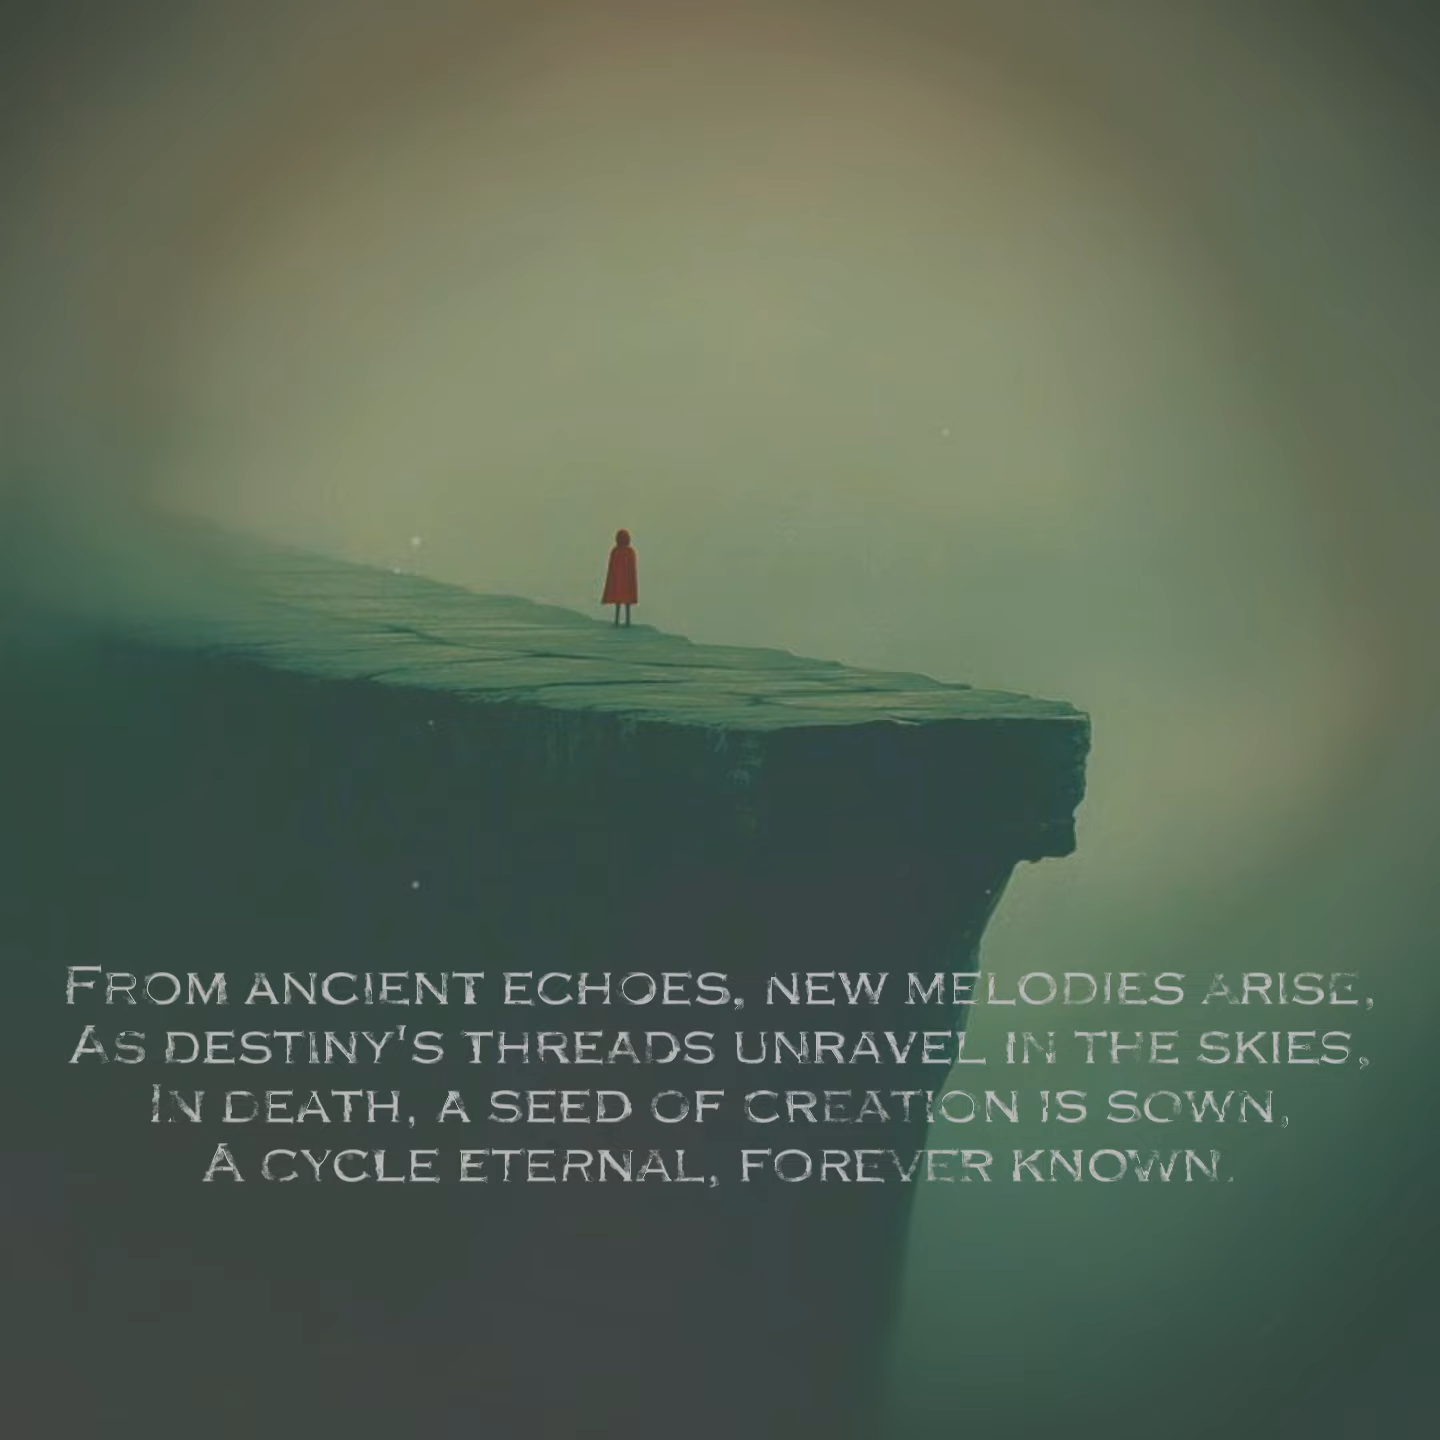 From ancient echoes, new melodies arise,
As destiny's threads unravel in the skies,
In death, a seed of creation is sown,
A cycle eternal, forever known.